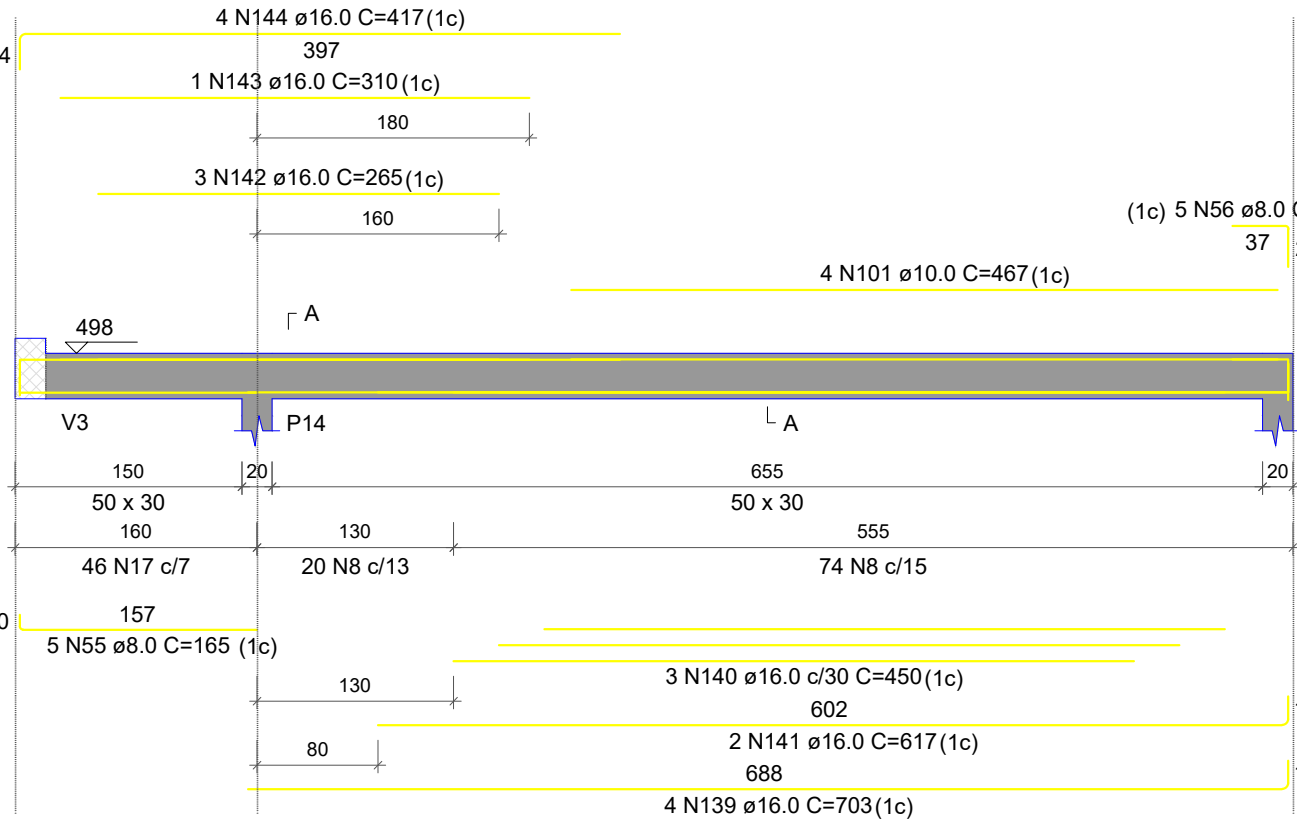 4 N144 ø16.0 C=417(1c)
4
397
1 N143 ø16.0 C=310(1c)
180
3 N142 ø16.0 C=265(1c)
160
(1c) 5 N56 ø8.0
37
4 N101 ø10.0 C=467(1c)
A
498
V3
P14
A
150
20
655
20
50 x 30
50 x 30
160
130
555
46 N17 c/7
20 N8 c/13
74 N8 c/15
157
0
5 N55 ø8.0 C=165 (1c)
3 N140 ø16.0 c/30 C=450(1c)
130
602
2 N141 ø16.0 C=617(1c)
80
688
4 N139 ø16.0 C=703(1c)